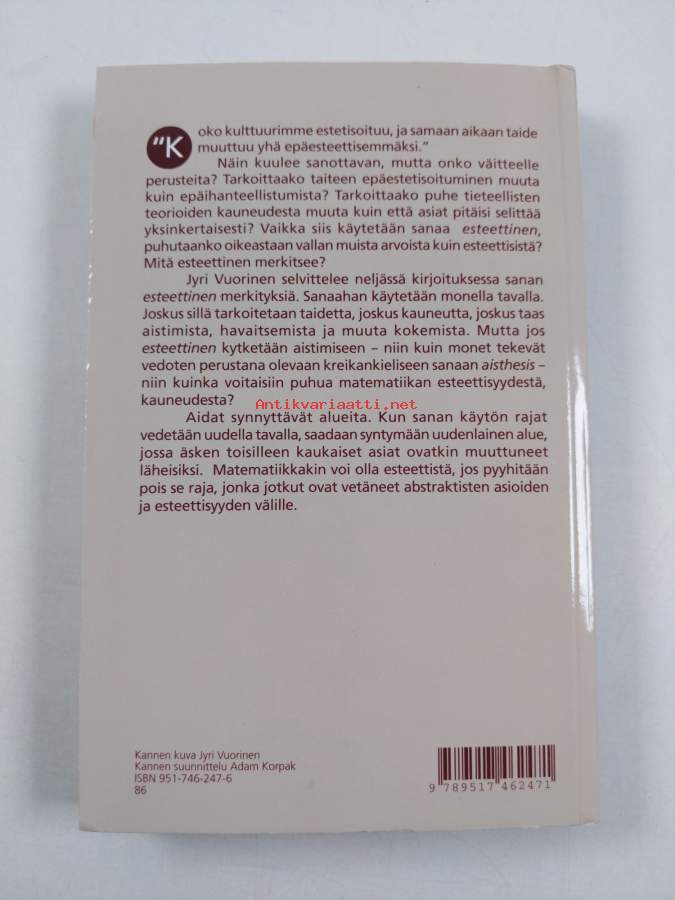 "K
oko kulttuurimme estetisoituu, ja samaan aikaan taide
muuttuu yhä epäesteettisemmäksi."
Näin kuulee sanottavan, mutta onko väitteelle
perusteita? Tarkoittaako taiteen epäestetisoituminen muuta
kuin epäihanteellistumista? Tarkoittaako puhe tieteellisten
teorioiden kauneudesta muuta kuin että asiat pitäisi selittää
yksinkertaisesti? Vaikka siis käytetään sanaa esteettinen,
puhutaanko oikeastaan vallan muista arvoista kuin esteettisistä?
Mitä esteettinen merkitsee?
Jyri Vuorinen selvittelee neljässä kirjoituksessa sanan
esteettinen merkityksiä. Sanaahan käytetään monella tavalla.
Joskus sillä tarkoitetaan taidetta, joskus kauneutta, joskus taas
aistimista, havaitsemista ja muuta kokemista. Mutta jos
esteettinen kytketään aistimiseen – niin kuin monet tekevät
vedoten perustana olevaan kreikankieliseen sanaan aisthesis –
niin kuinka voitaisiin puhua matematiikan esteettisyydestä,
kauneudesta?
Antikvariaatti.net
Aidat synnyttävät alueita. Kun sanan käytön rajat
vedetään uudella tavalla, saadaan syntymään uudenlainen alue,
jossa äsken toisilleen kaukaiset asiat ovatkin muuttuneet
läheisiksi. Matematiikkakin voi olla esteettistä, jos pyyhitään
pois se raja, jonka jotkut ovat vetäneet abstraktisten asioiden
ja esteettisyyden välille.
Kannen kuva Jyri Vuorinen
Kannen suunnittelu Adam Korpak
ISBN 951-746-247-6
86
9 789517 462471